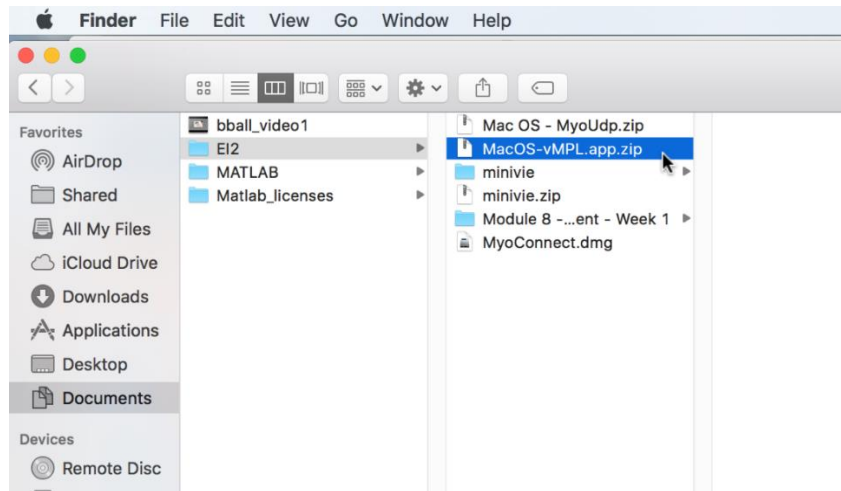 Finder File Edit View Go Window Help
Favorites
AirDrop
Shared
All My Files
iCloud Drive
Downloads
Applications
Desktop
Documents
Devices
Remote Disc
bball_video1
EI2
MATLAB
Matlab_licenses
Mac OS - MyoUdp.zip
MacOS-vMPL.app.zip
minivie
minivie.zip
Module 8 -...ent - Week 1
MyoConnect.dmg